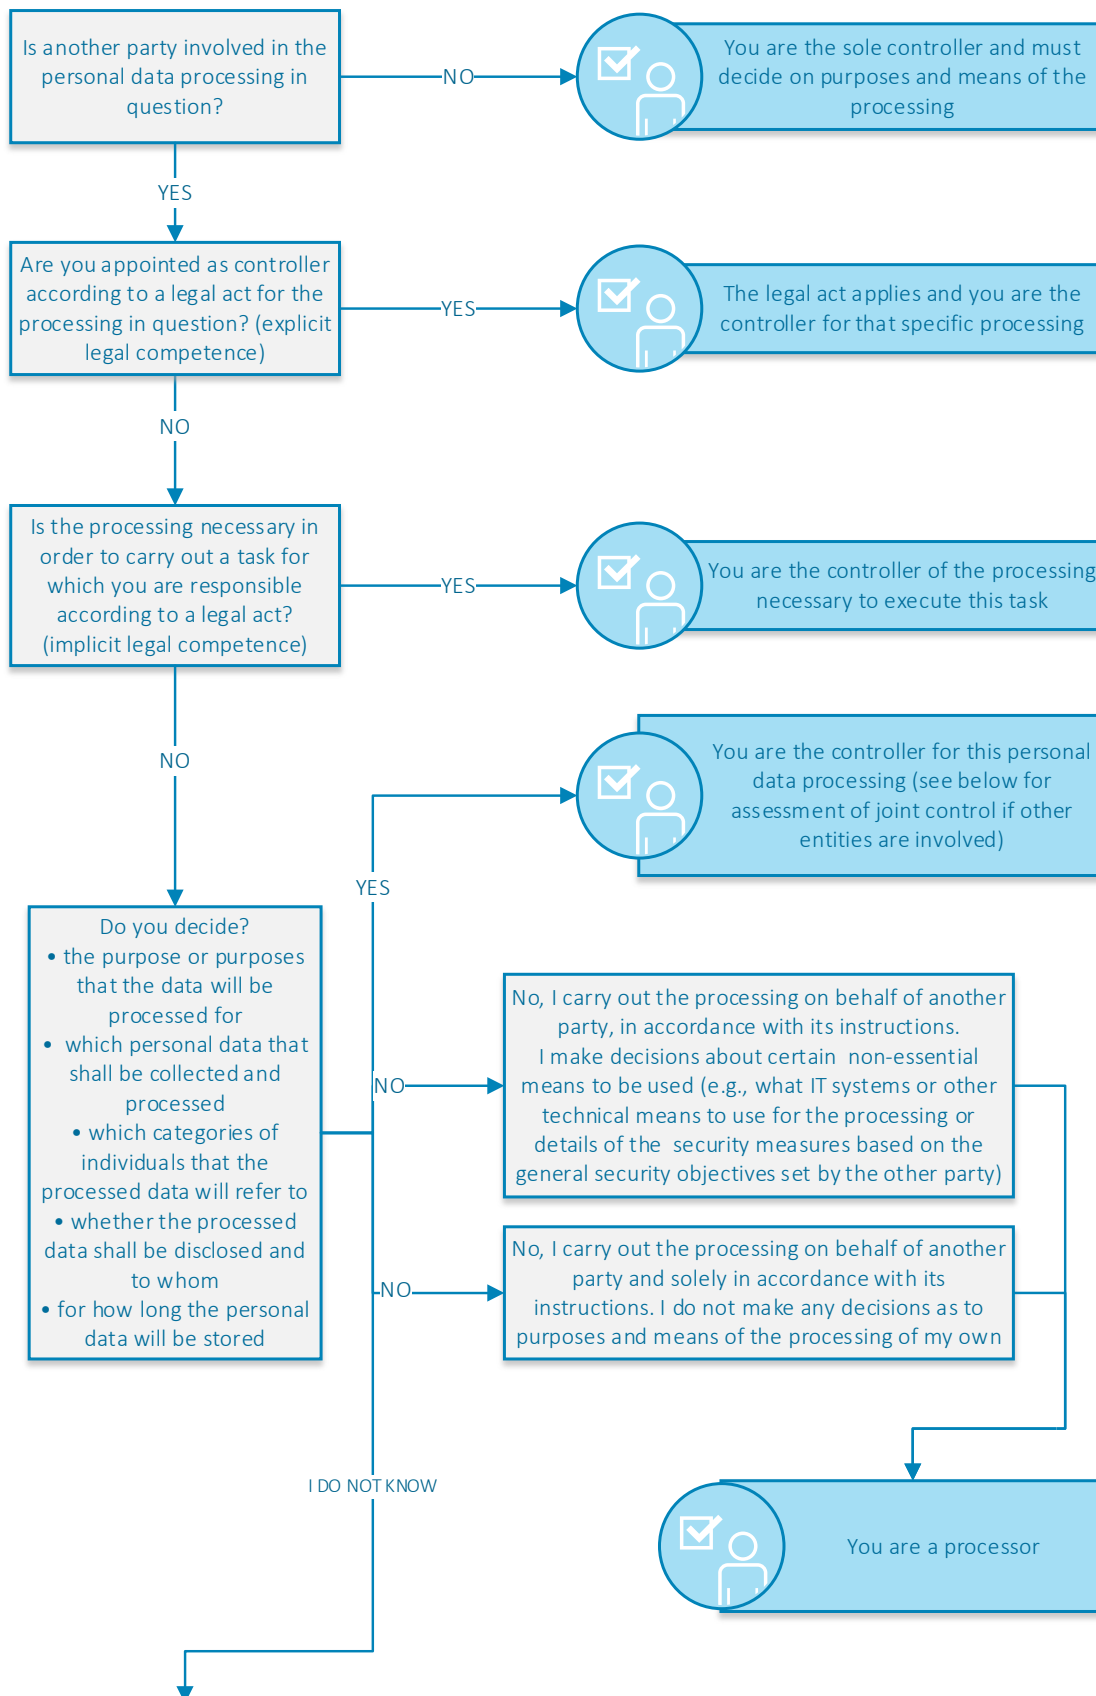 Is another party involved in the
personal data processing in
question?
NO
You are the sole controller and must
decide on purposes and means of the
processing
YES
Are you appointed as controller
according to a legal act for the
processing in question? (explicit
legal competence)
YES
The legal act applies and you are the
controller for that specific processing
NO
Is the processing necessary in
order to carry out a task for
which you are responsible
according to a legal act?
(implicit legal competence)
YES
You are the controller of the processing
necessary to execute this task
NO
You are the controller for this personal
data processing (see below for
assessment of joint control if other
entities are involved)
YES
Do you decide?
• the purpose or purposes
that the data will be
processed for
• which personal data that
shall be collected and
processed
• which categories of
individuals that the
processed data will refer to
• whether the processed
data shall be disclosed and
to whom
• for how long the personal
data will be stored
NO
No, I carry out the processing on behalf of another
party, in accordance with its instructions.
I make decisions about certain non-essential
means to be used (e.g., what IT systems or other
technical means to use for the processing or
details of the security measures based on the
general security objectives set by the other party)
NO
No, I carry out the processing on behalf of another
party and solely in accordance with its
instructions. I do not make any decisions as to
purposes and means of the processing of my own
I DO NOT KNOW
You are a processor